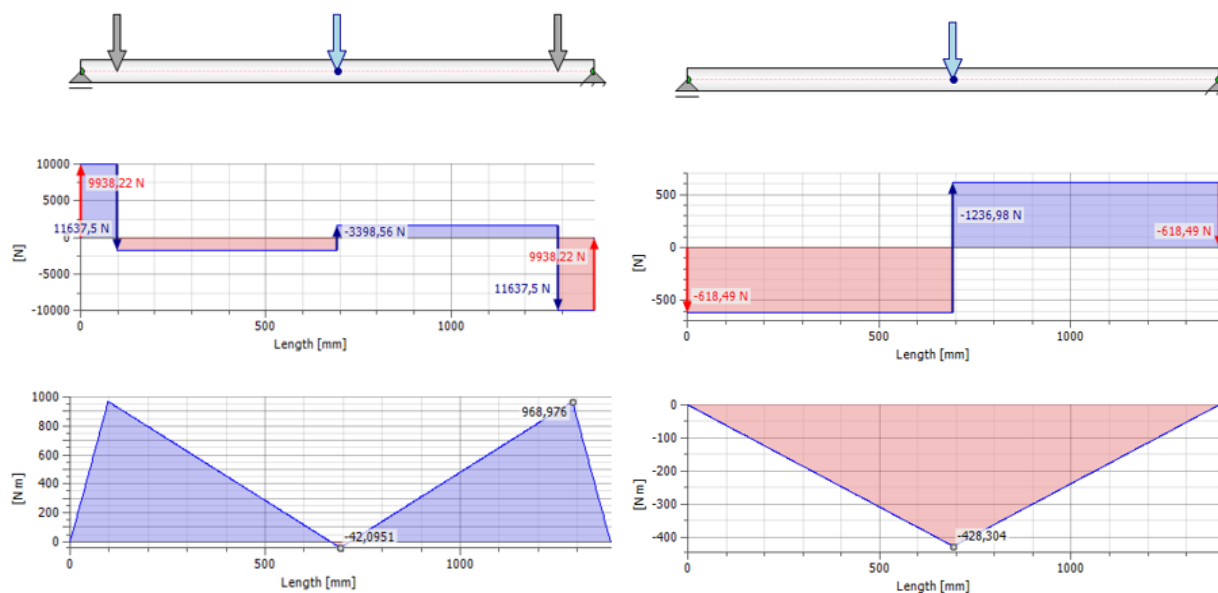 10000
9938,22 N
5000
11637,5 N
-3398,56 N
0
[N]
9938,22 N
-5000
11637,5 N
-10000
0 500 1000
Length [mm]
1000
968,976
800
600
[N m]
400
200
0
-42,0951
0 500 1000
Length [mm]
500
-1236,98 N
-618,49 N
0
[N]
-500
-618,49 N
0 500 1000
Length [mm]
0
-100
-200
[N m]
-300
-400
-428,304
0 500 1000
Length [mm]